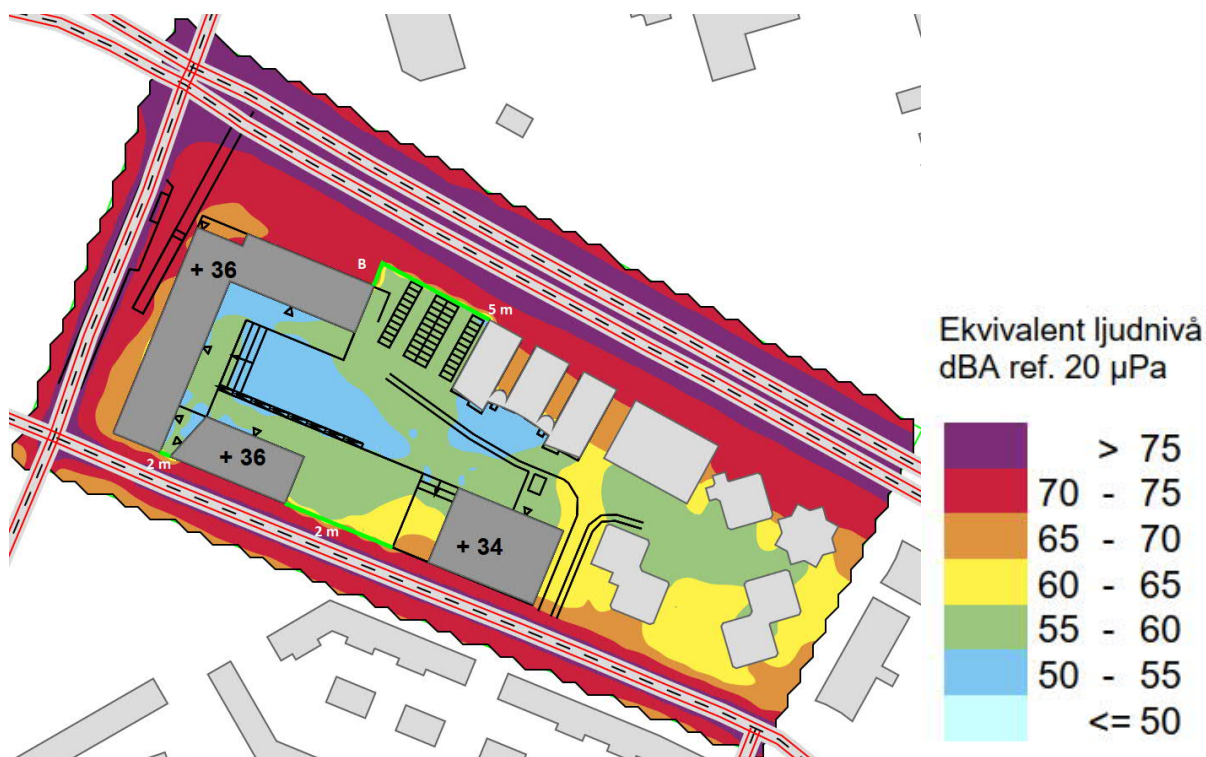 B
+ 36
5 m
2 m
+ 36
2 m
+ 34
Ekvivalent ljudnivå
dBA ref. 20 µPa
> 75
70 - 75
65 - 70
60 - 65
55 - 60
50 - 55
<= 50